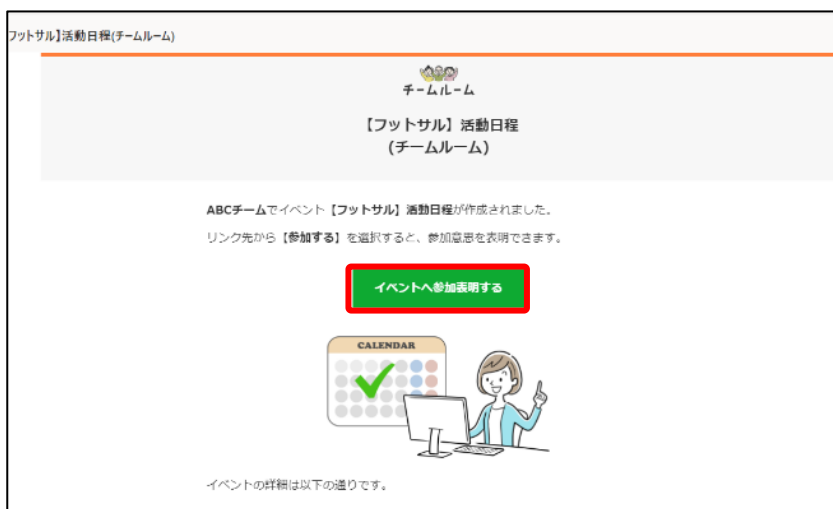 フットサル】活動日程(チームルーム)
チームルーム
【フットサル】活動日程
(チームルーム)
ABCチームでイベント【フットサル】活動日程が作成されました。
リンク先から【参加する】を選択すると、参加意思を表明できます。
イベントへ参加表明する
CALENDAR
イベントの詳細は以下の通りです。